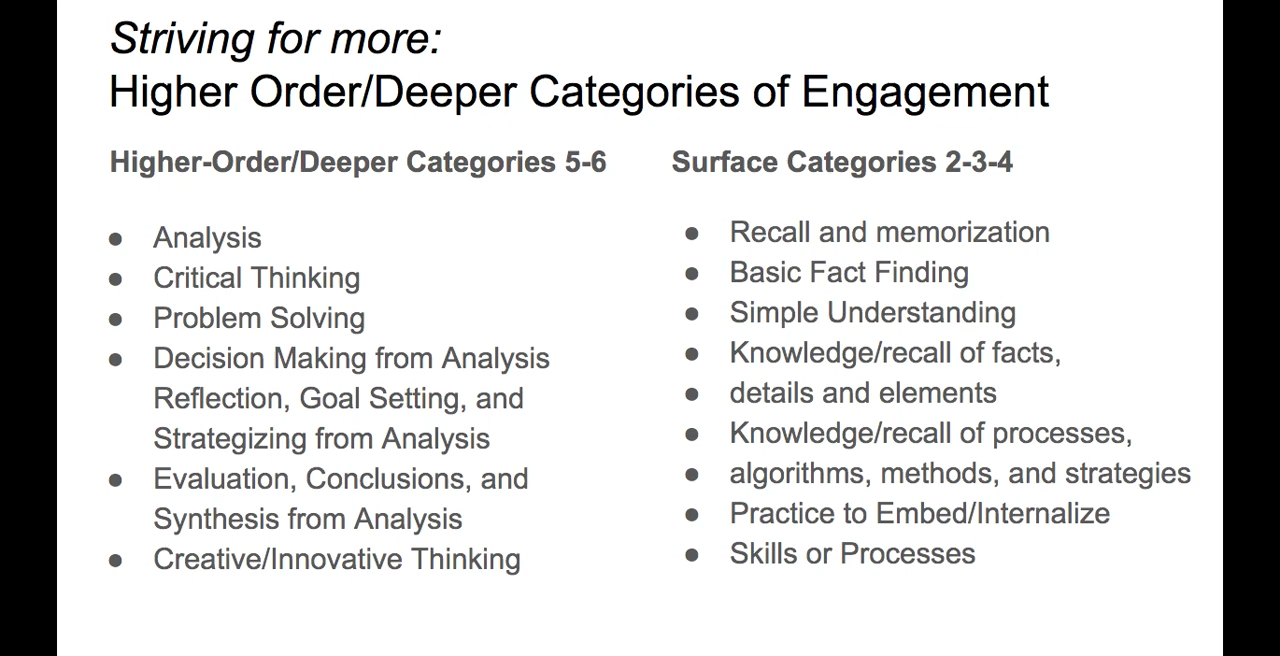 Striving for more:
Higher Order/Deeper Categories of Engagement
Higher-Order/Deeper Categories 5-6
● Analysis
● Critical Thinking
● Problem Solving
● Decision Making from Analysis
Reflection, Goal Setting, and
Strategizing from Analysis
● Evaluation, Conclusions, and
Synthesis from Analysis
● Creative/Innovative Thinking
Surface Categories 2-3-4
● Recall and memorization
● Basic Fact Finding
● Simple Understanding
● Knowledge/recall of facts,
● details and elements
● Knowledge/recall of processes,
● algorithms, methods, and strategies
● Practice to Embed/Internalize
● Skills or Processes